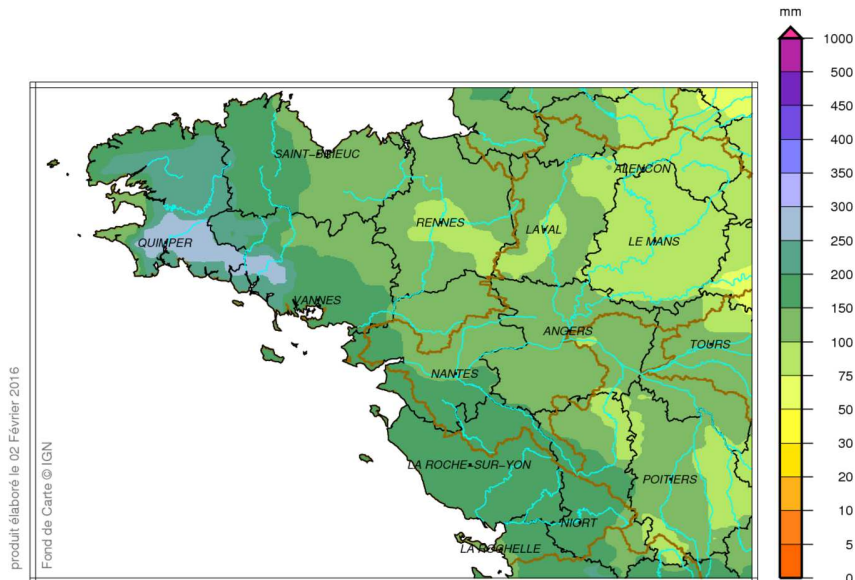 mm
1000
500
450
400
350
300
250
200
150
100
75
50
30
20
10
5
0
SAINT-BRIEUC
ALENCON
QUIMPER
RENNES
LAVAL
LE MANS
VANNES
ANGERS
TOURS
NANTES
LA ROCHE-SUR-YON
POITIERS
NIORT
LA ROCHELLE
produit élaboré le 02 Février 2016
Fond de Carte © IGN